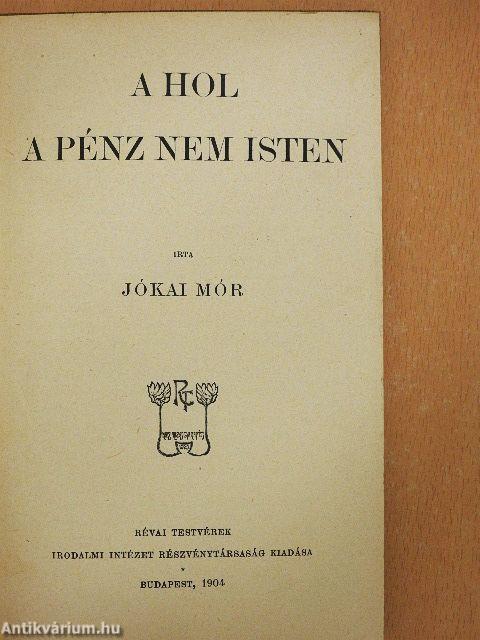 A HOL
A PÉNZ NEM ISTEN
IRTA
JÓKAI MÓR
RÉVAI TESTVÉREK
IRODALMI INTÉZET RÉSZVÉNYTÁRSASÁG KIADÁSA
*
BUDAPEST, 1904
Antikvárium.hu